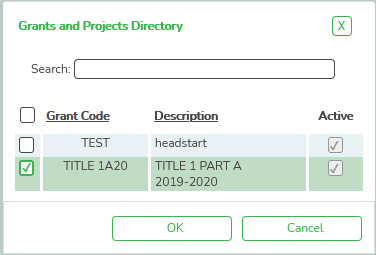 Grants and Projects Directory X
Search:
Grant Code Description Active
TEST headstart
TITLE 1A20 TITLE 1 PART A
2019-2020
OK Cancel